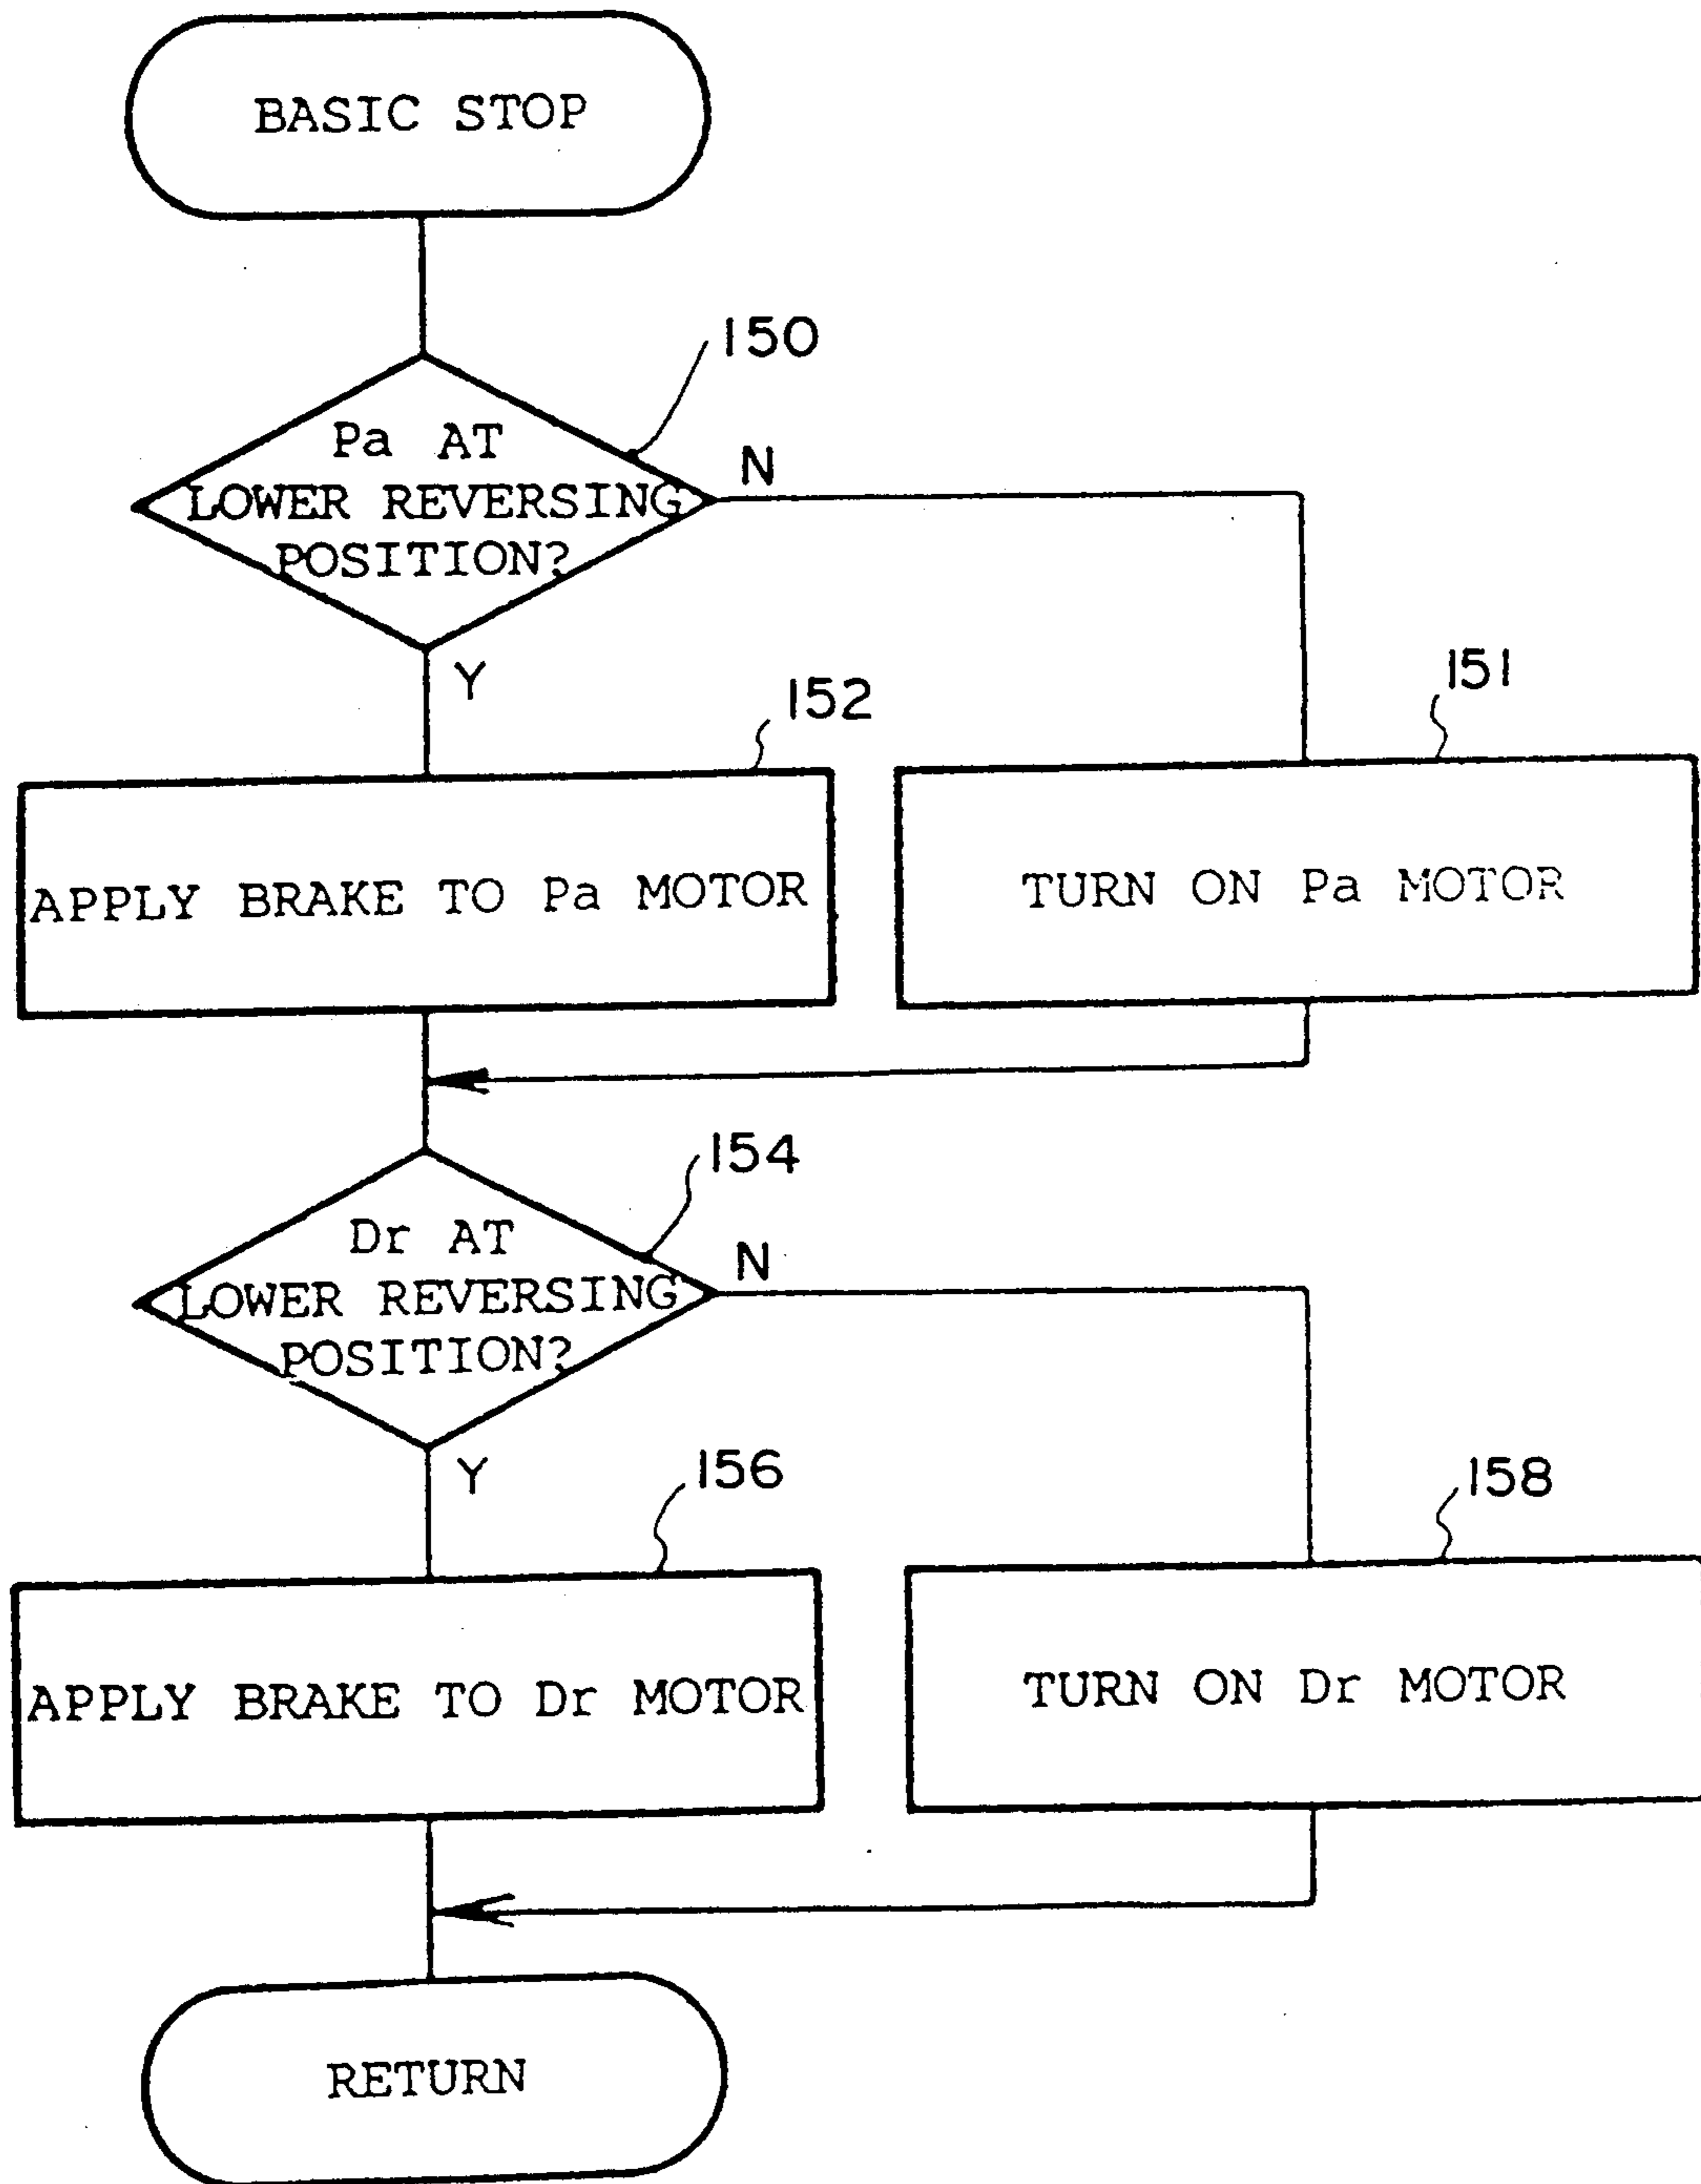 BASIC STOP
150
Pa AT
LOWER REVERSING
POSITION?
N
Y
152
151
APPLY BRAKE TO Pa MOTOR
TURN ON Pa MOTOR
154
Dr AT
LOWER REVERSING
POSITION?
N
Y
156
158
APPLY BRAKE TO Dr MOTOR
TURN ON Dr MOTOR
RETURN